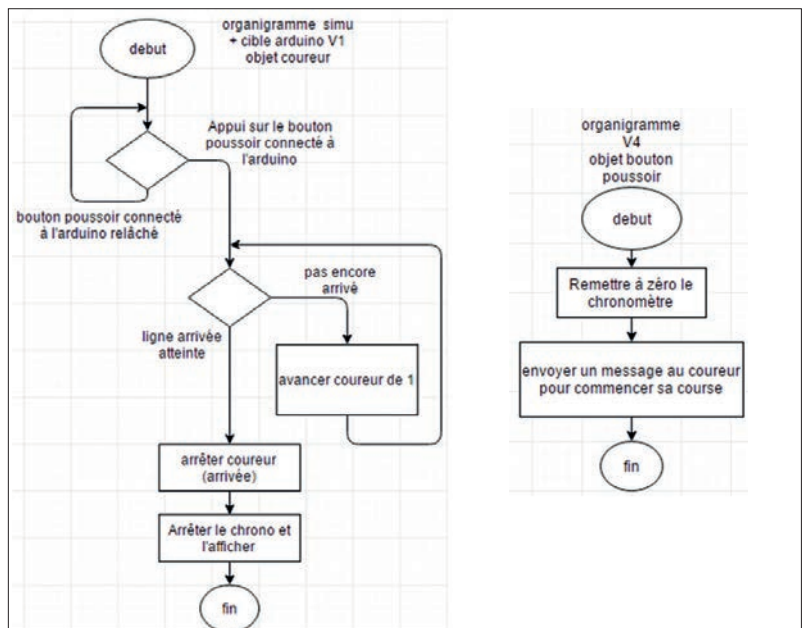 organigramme simu
+ cible arduino V1
objet coureur
debut
Appui sur le bouton
poussoir connecté à
l'arduino
bouton poussoir connecté
à l'arduino relâché
pas encore
arrivé
ligne arrivée
atteinte
avancer coureur de 1
arrêter coureur
(arrivée)
Arrêter le chrono et
l'afficher
fin
organigramme
V4
objet bouton
poussoir
debut
Remettre à zéro le
chronomètre
envoyer un message au coureur
pour commencer sa course
fin